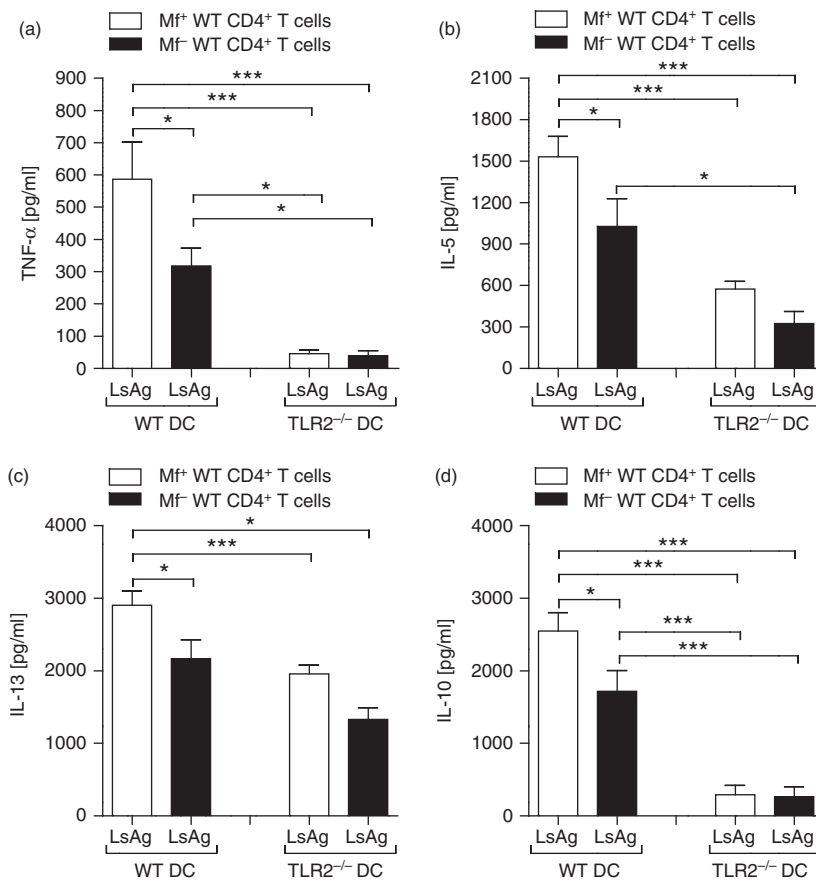 (a)
Mf⁺ WT CD4⁺ T cells
Mf⁻ WT CD4⁺ T cells
900
800
700
600
500
400
300
200
100
0
TNF-α [pg/ml]
***
***
*
*
*
LsAg LsAg LsAg LsAg
WT DC TLR2⁻/⁻ DC
(b)
Mf⁺ WT CD4⁺ T cells
Mf⁻ WT CD4⁺ T cells
2100
1800
1500
1200
900
600
300
0
IL-5 [pg/ml]
***
***
*
*
LsAg LsAg LsAg LsAg
WT DC TLR2⁻/⁻ DC
(c)
Mf⁺ WT CD4⁺ T cells
Mf⁻ WT CD4⁺ T cells
4000
3000
2000
1000
0
IL-13 [pg/ml]
*
***
*
LsAg LsAg LsAg LsAg
WT DC TLR2⁻/⁻ DC
(d)
Mf⁺ WT CD4⁺ T cells
Mf⁻ WT CD4⁺ T cells
4000
3000
2000
1000
0
IL-10 [pg/ml]
***
***
*
***
***
LsAg LsAg LsAg LsAg
WT DC TLR2⁻/⁻ DC